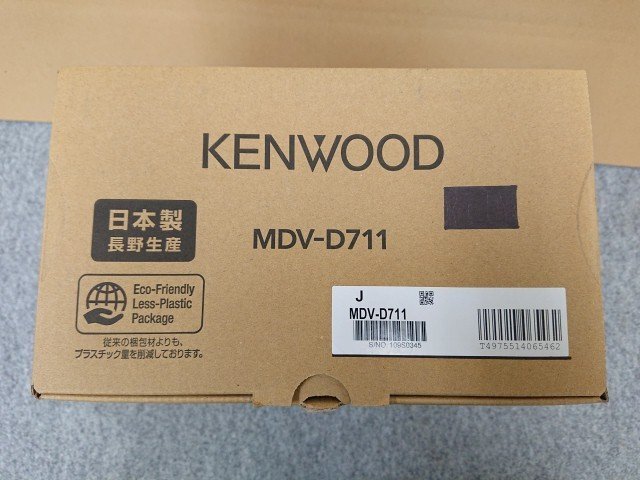 KENWOOD
日本製
長野生産
MDV-D711
Eco-Friendly
Less-Plastic
Package
従来の梱包材よりも、
プラスチック量を削減しております。
J
MDV-D711
S/NO 109S0345
T4975514065462